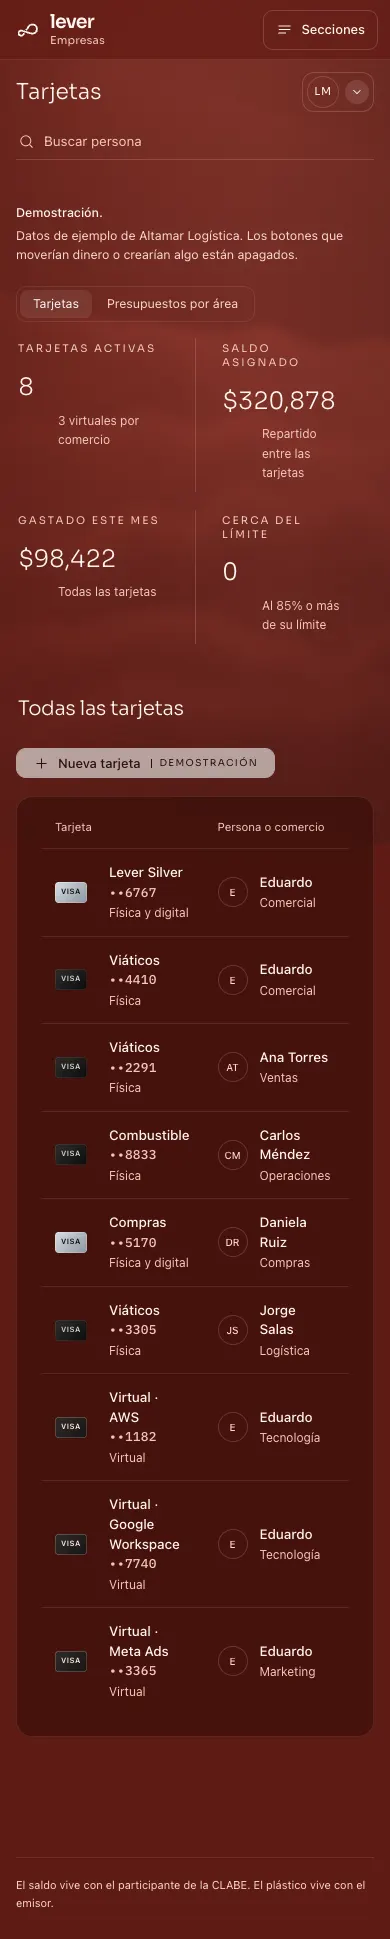 lever
Empresas
Secciones
Tarjetas
LM
Buscar persona
Demostración.
Datos de ejemplo de Altamar Logística. Los botones que
moverían dinero o crearían algo están apagados.
Tarjetas
Presupuestos por área
TARJETAS ACTIVAS
8
3 virtuales por
comercio
SALDO
ASIGNADO
$320,878
Repartido
entre las
tarjetas
GASTADO ESTE MES
$98,422
Todas las tarjetas
CERCA DEL
LÍMITE
0
Al 85% o más
de su límite
Todas las tarjetas
+ Nueva tarjeta | DEMOSTRACIÓN
Tarjeta
Persona o comercio
VISA
Lever Silver
••6767
Física y digital
E
Eduardo
Comercial
VISA
Viáticos
••4410
Física
E
Eduardo
Comercial
VISA
Viáticos
••2291
Física
AT
Ana Torres
Ventas
VISA
Combustible
••8833
Física
CM
Carlos
Méndez
Operaciones
VISA
Compras
••5170
Física y digital
DR
Daniela
Ruiz
Compras
VISA
Viáticos
••3305
Física
JS
Jorge
Salas
Logística
VISA
Virtual ·
AWS
••1182
Virtual
E
Eduardo
Tecnología
VISA
Virtual ·
Google
Workspace
••7740
Virtual
E
Eduardo
Tecnología
VISA
Virtual ·
Meta Ads
••3365
Virtual
E
Eduardo
Marketing
El saldo vive con el participante de la CLABE. El plástico vive con el
emisor.